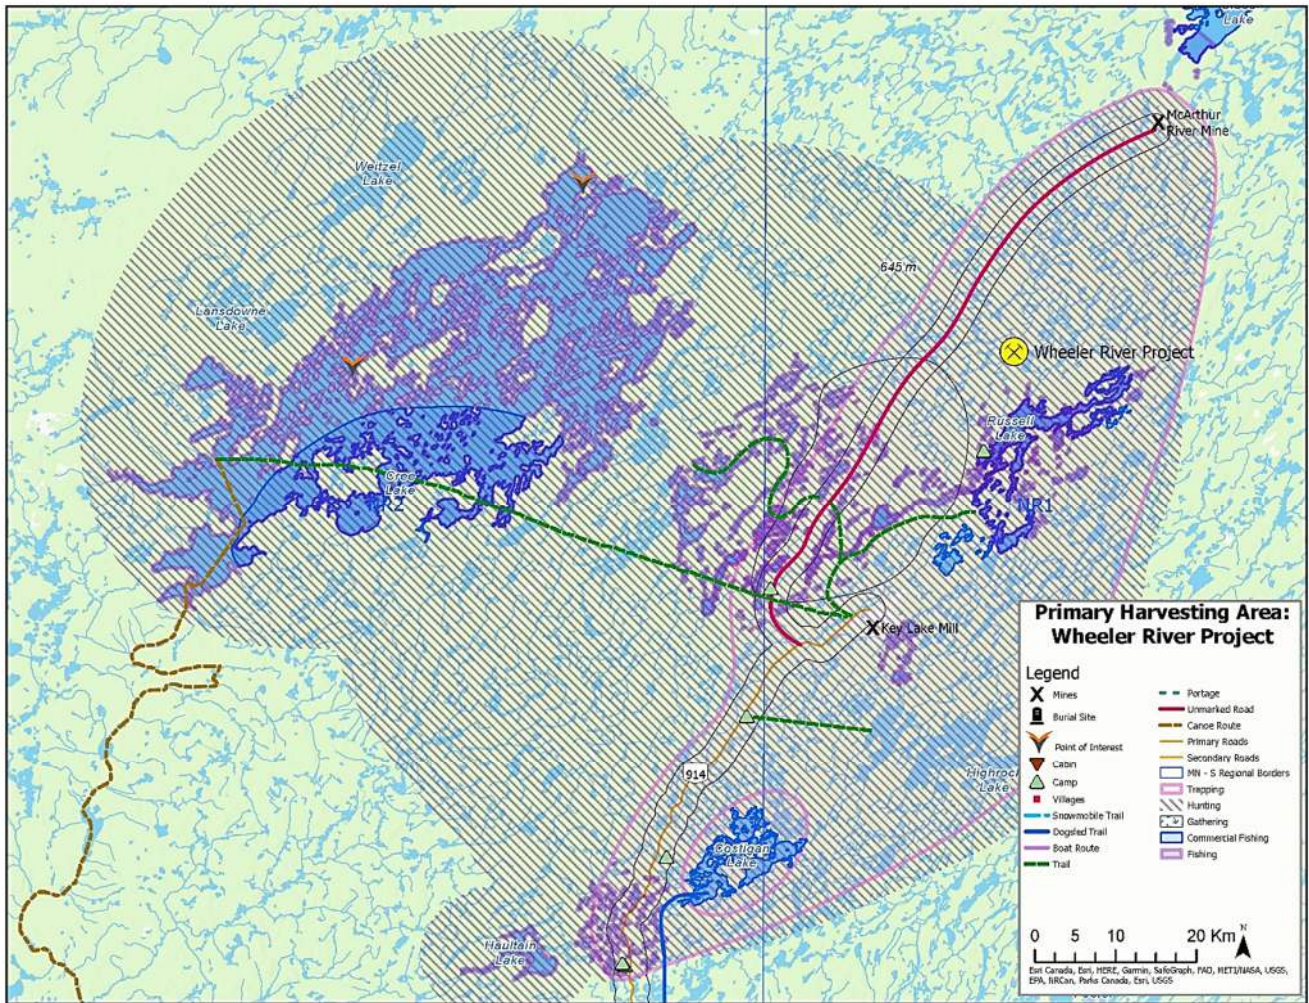 Lake
McArthur
River Mine
Weitzel
Lake
645 m
Lansdowne
Lake
Wheeler River Project
Russell
Lake
Cree
Lake
NR1
Key Lake Mill
914
Highrock
Lake
Costigan
Lake
Haultain
Lake
Primary Harvesting Area:
Wheeler River Project
Legend
Mines
Burial Site
Point of Interest
Cabin
Camp
Villages
Snowmobile Trail
Dogsled Trail
Boat Route
Trail
Portage
Unmarked Road
Canoe Route
Primary Roads
Secondary Roads
MN - S Regional Borders
Trapping
Hunting
Gathering
Commercial Fishing
Fishing
0 5 10 20 Km
N
Esri Canada, Esri, HERE, Garmin, SafeGraph, FAO, METI/NASA, USGS,
EPA, NRCan, Parks Canada, Esri, USGS